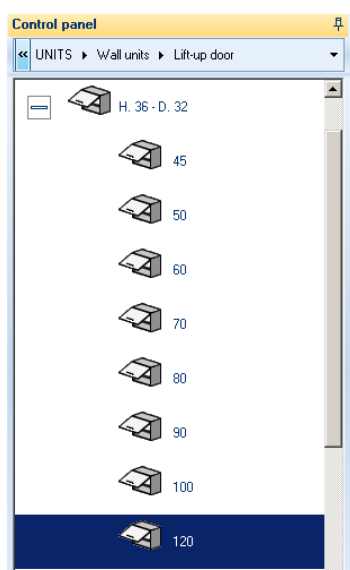 Control panel
« UNITS ▸ Wall units ▸ Lift-up door
H. 36 - D. 32
45
50
60
70
80
90
100
120